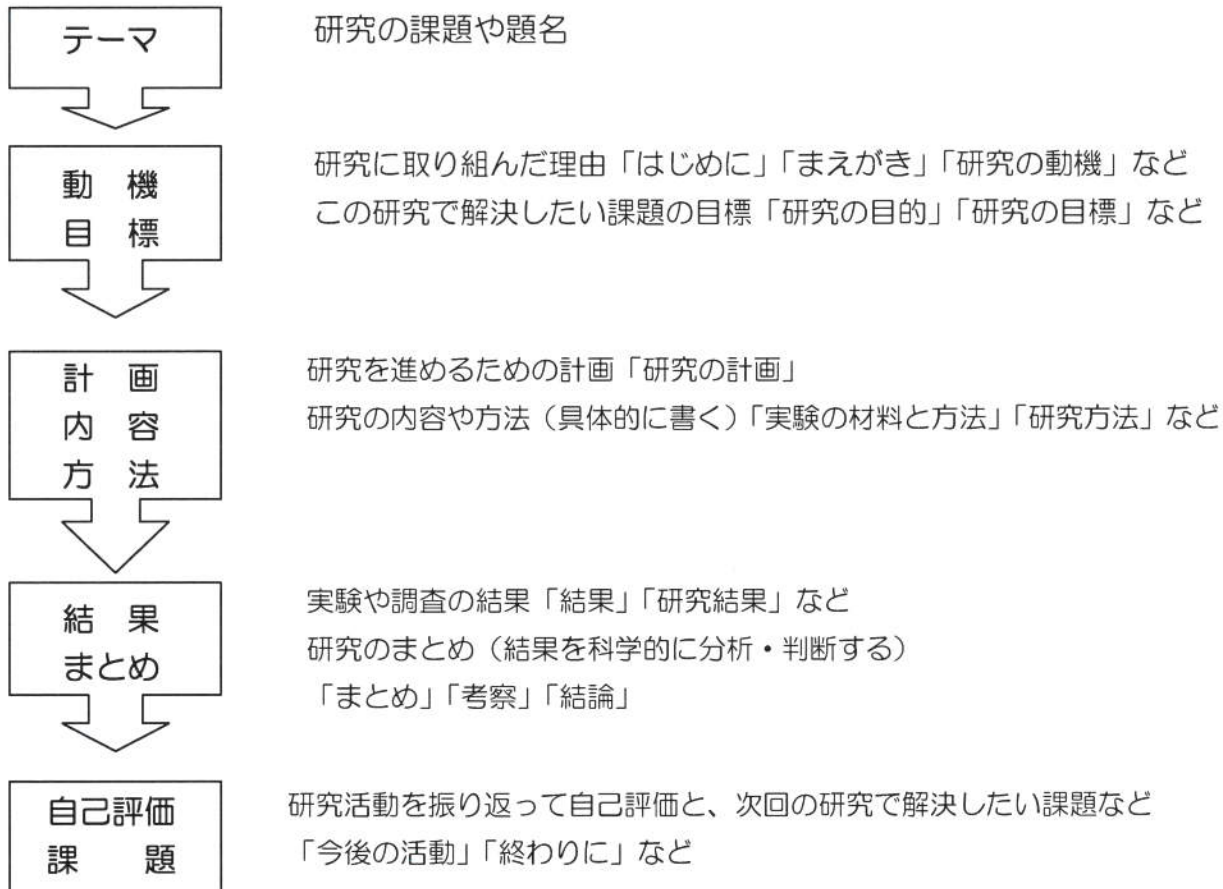 テーマ
研究の課題や題名
動　機
目　標
研究に取り組んだ理由「はじめに」「まえがき」「研究の動機」など
この研究で解決したい課題の目標「研究の目的」「研究の目標」など
計　画
内　容
方　法
研究を進めるための計画「研究の計画」
研究の内容や方法（具体的に書く）「実験の材料と方法」「研究方法」など
結　果
まとめ
実験や調査の結果「結果」「研究結果」など
研究のまとめ（結果を科学的に分析・判断する）
「まとめ」「考察」「結論」
自己評価
課　　題
研究活動を振り返って自己評価と、次回の研究で解決したい課題など
「今後の活動」「終わりに」など